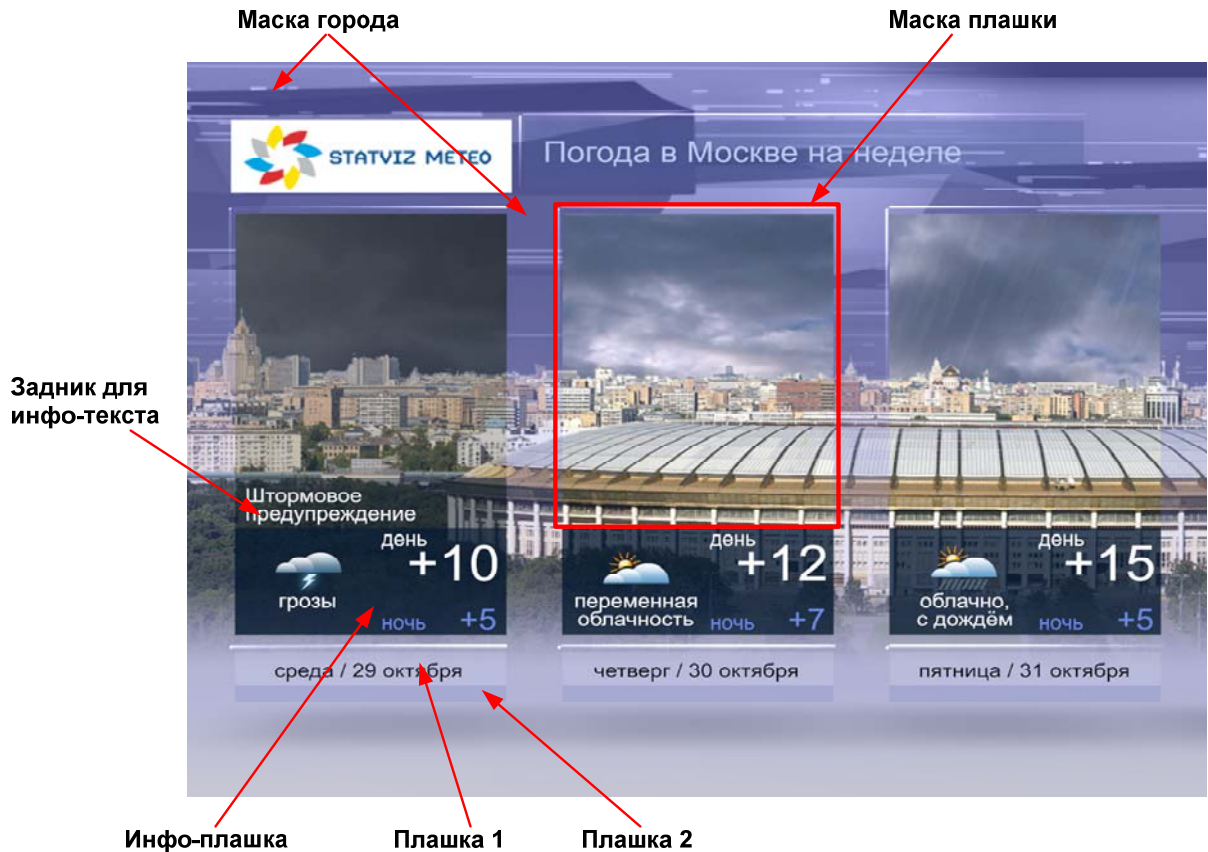 Маска города
Маска плашки
STATVIZ METEO
Погода в Москве на неделе
Задник для
инфо-текста
Штормовое
предупреждение
день
+10
грозы
ночь +5
день
+12
переменная
облачность
ночь +7
день
+15
облачно,
с дождём
ночь +5
среда / 29 октября
четверг / 30 октября
пятница / 31 октября
Инфо-плашка
Плашка 1
Плашка 2